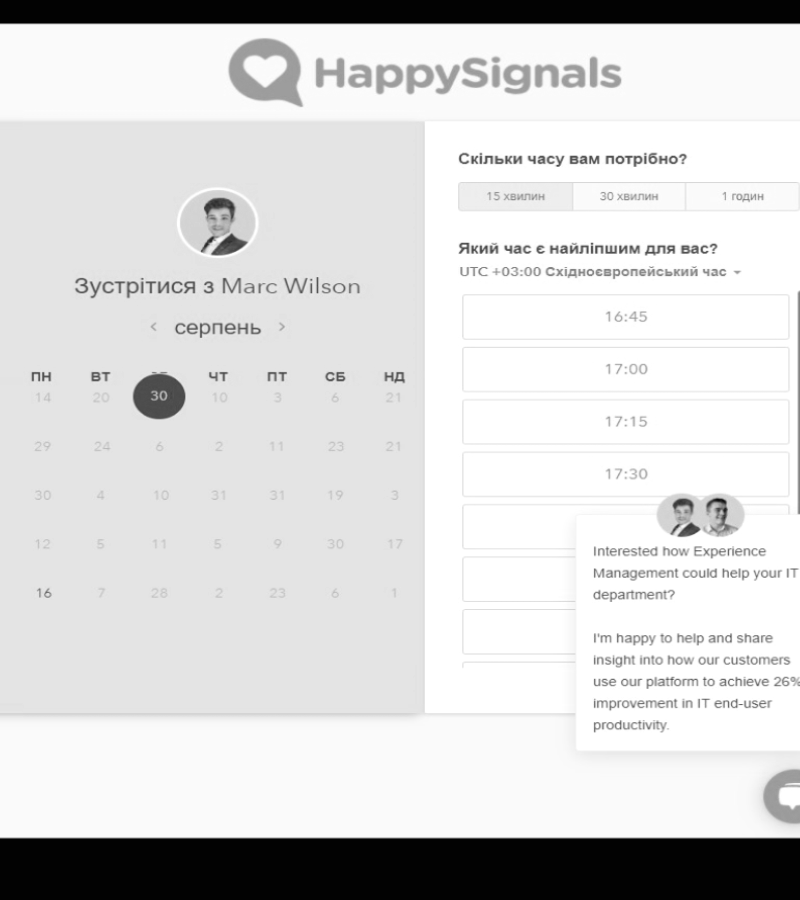 HappySignals
Зустрітися з Marc Wilson
серпень
ПН ВТ ЧТ ПТ СБ НД
14 20 30 10 3 6 21
29 24 6 2 11 23 21
30 4 10 31 31 19 3
12 5 11 5 9 30 17
16 7 28 2 23 6 1
Скільки часу вам потрібно?
15 хвилин 30 хвилин 1 годин
Який час є найліпшим для вас?
UTC +03:00 Східноєвропейський час
16:45
17:00
17:15
17:30
Interested how Experience
Management could help your IT
department?
I'm happy to help and share
insight into how our customers
use our platform to achieve 26%
improvement in IT end-user
productivity.